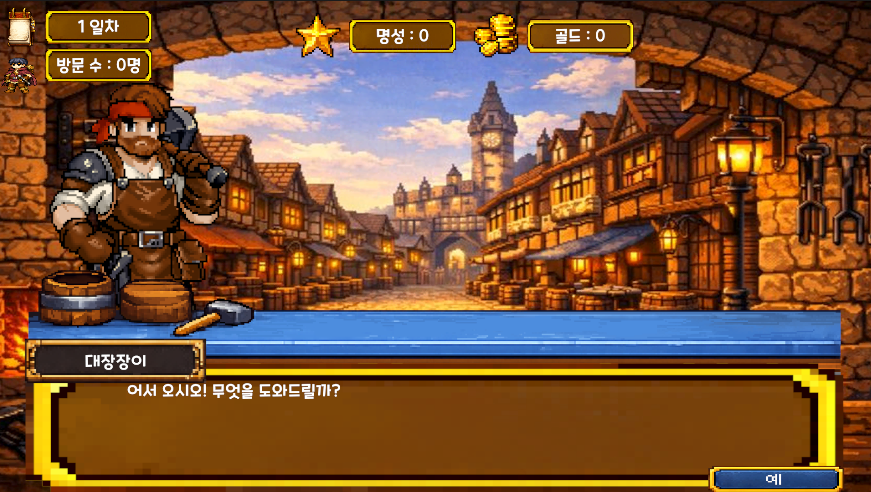 1 일차
명성 : 0
골드 : 0
방문 수 : 0명
대장장이
어서 오시오! 무엇을 도와드릴까?
예